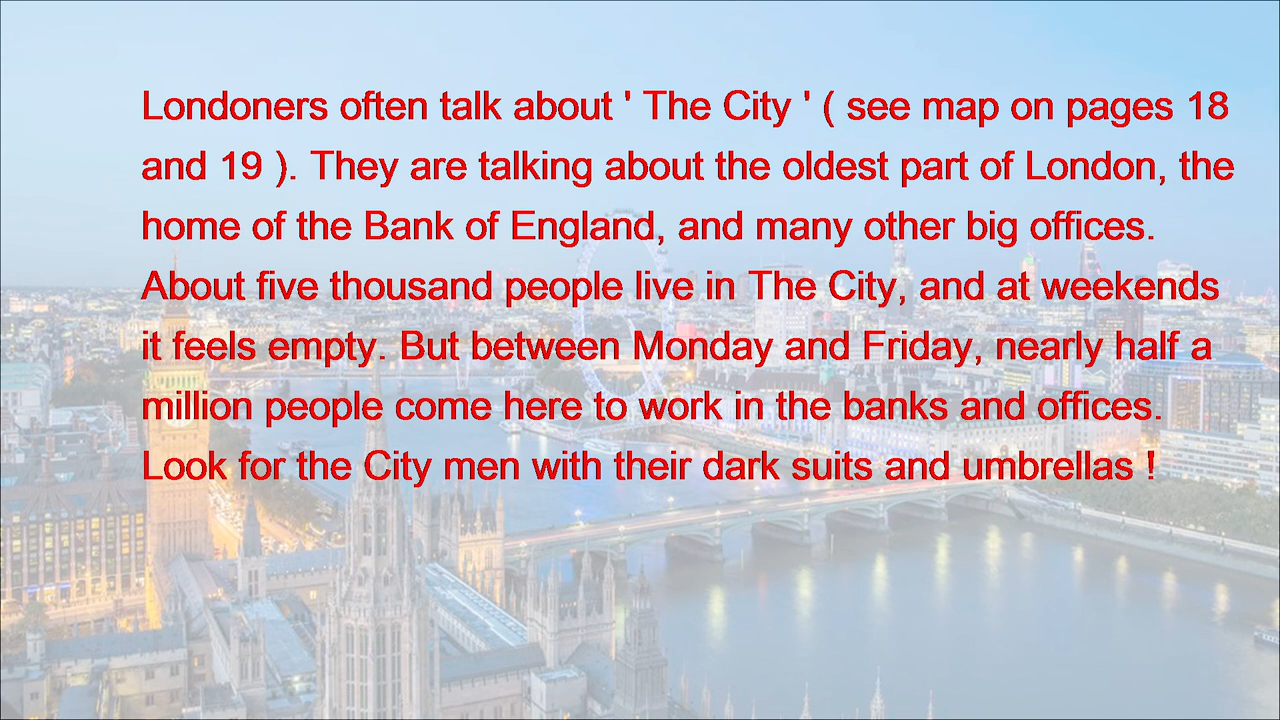 Londoners often talk about ' The City ' ( see map on pages 18
and 19 ). They are talking about the oldest part of London, the
home of the Bank of England, and many other big offices.
About five thousand people live in The City, and at weekends
it feels empty. But between Monday and Friday, nearly half a
million people come here to work in the banks and offices.
Look for the City men with their dark suits and umbrellas !